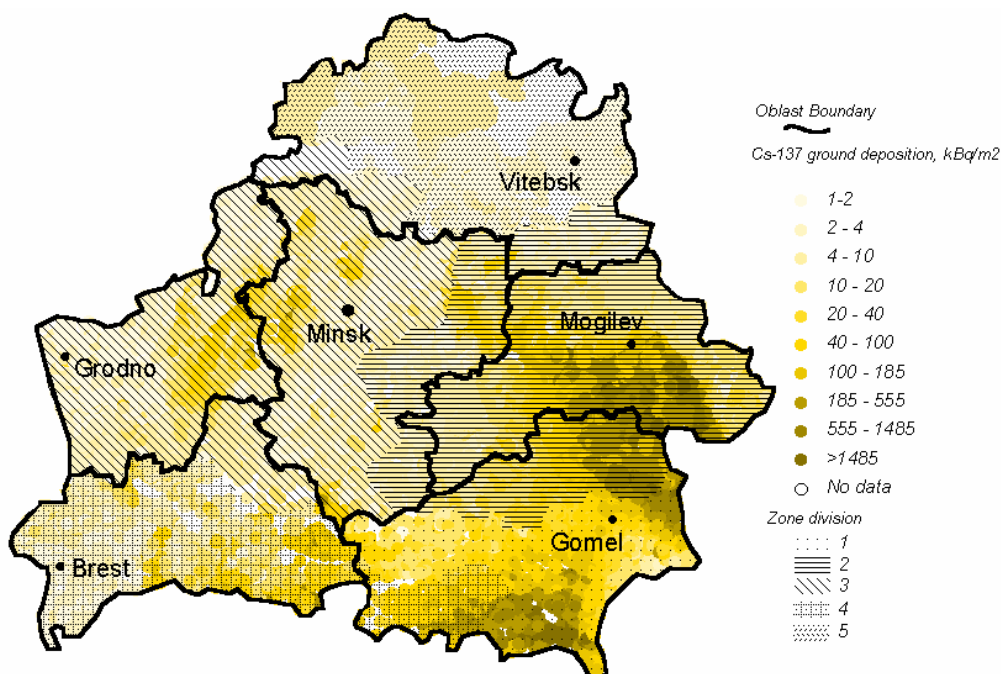 Vitebsk
Minsk
Mogilev
Grodno
Gomel
Brest
Oblast Boundary
Cs-137 ground deposition, kBq/m2
1-2
2 - 4
4 - 10
10 - 20
20 - 40
40 - 100
100 - 185
185 - 555
555 - 1485
>1485
No data
Zone division
1
2
3
4
5